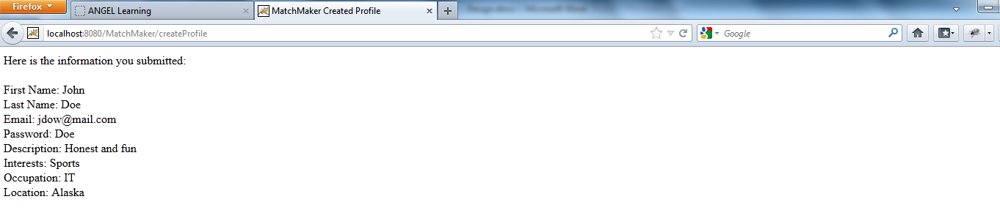 Firefox
ANGEL Learning
MatchMaker Created Profile
localhost:8080/MatchMaker/createProfile
Google
Here is the information you submitted:
First Name: John
Last Name: Doe
Email: jdow@mail.com
Password: Doe
Description: Honest and fun
Interests: Sports
Occupation: IT
Location: Alaska